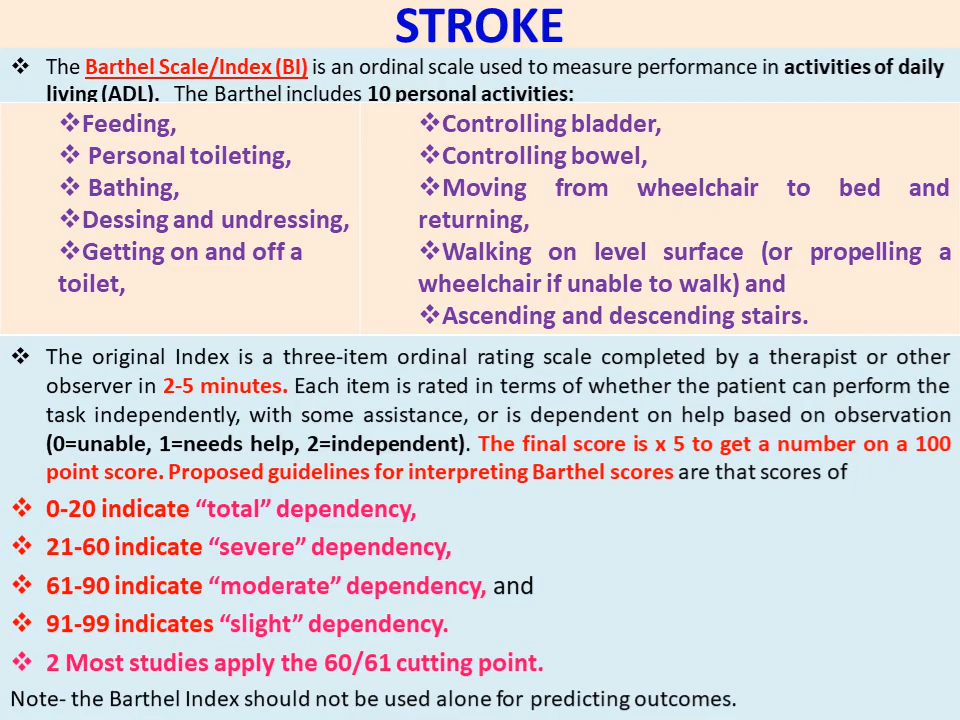 STROKE
❖ The Barthel Scale/Index (BI) is an ordinal scale used to measure performance in activities of daily
living (ADL). The Barthel includes 10 personal activities:
❖Feeding,
❖ Personal toileting,
❖ Bathing,
❖Dessing and undressing,
❖Getting on and off a
toilet,
❖Controlling bladder,
❖Controlling bowel,
❖Moving from wheelchair to bed and
returning,
❖Walking on level surface (or propelling a
wheelchair if unable to walk) and
❖Ascending and descending stairs.
❖ The original Index is a three-item ordinal rating scale completed by a therapist or other
observer in 2-5 minutes. Each item is rated in terms of whether the patient can perform the
task independently, with some assistance, or is dependent on help based on observation
(0=unable, 1=needs help, 2=independent). The final score is x 5 to get a number on a 100
point score. Proposed guidelines for interpreting Barthel scores are that scores of
❖ 0-20 indicate “total” dependency,
❖ 21-60 indicate “severe” dependency,
❖ 61-90 indicate “moderate” dependency, and
❖ 91-99 indicates “slight” dependency.
❖ 2 Most studies apply the 60/61 cutting point.
Note- the Barthel Index should not be used alone for predicting outcomes.